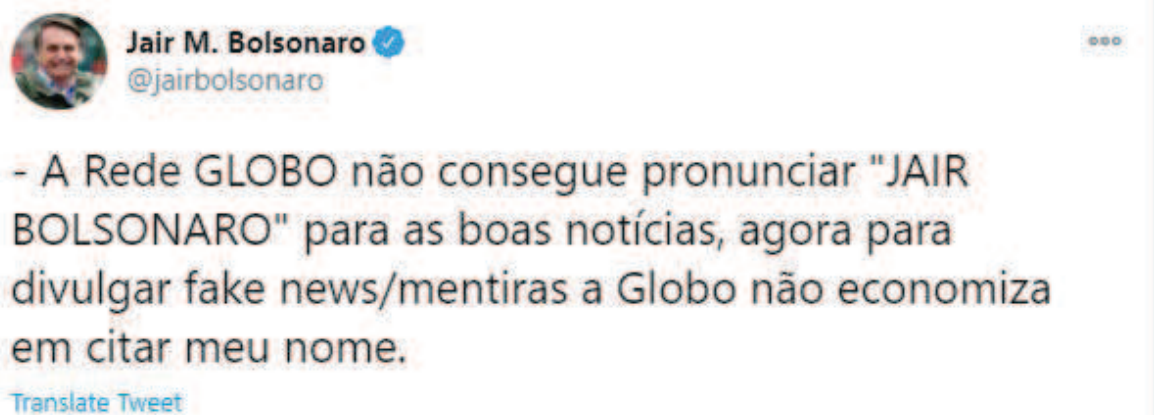 Jair M. Bolsonaro
@jairbolsonaro
- A Rede GLOBO não consegue pronunciar "JAIR
BOLSONARO" para as boas notícias, agora para
divulgar fake news/mentiras a Globo não economiza
em citar meu nome.
Translate Tweet